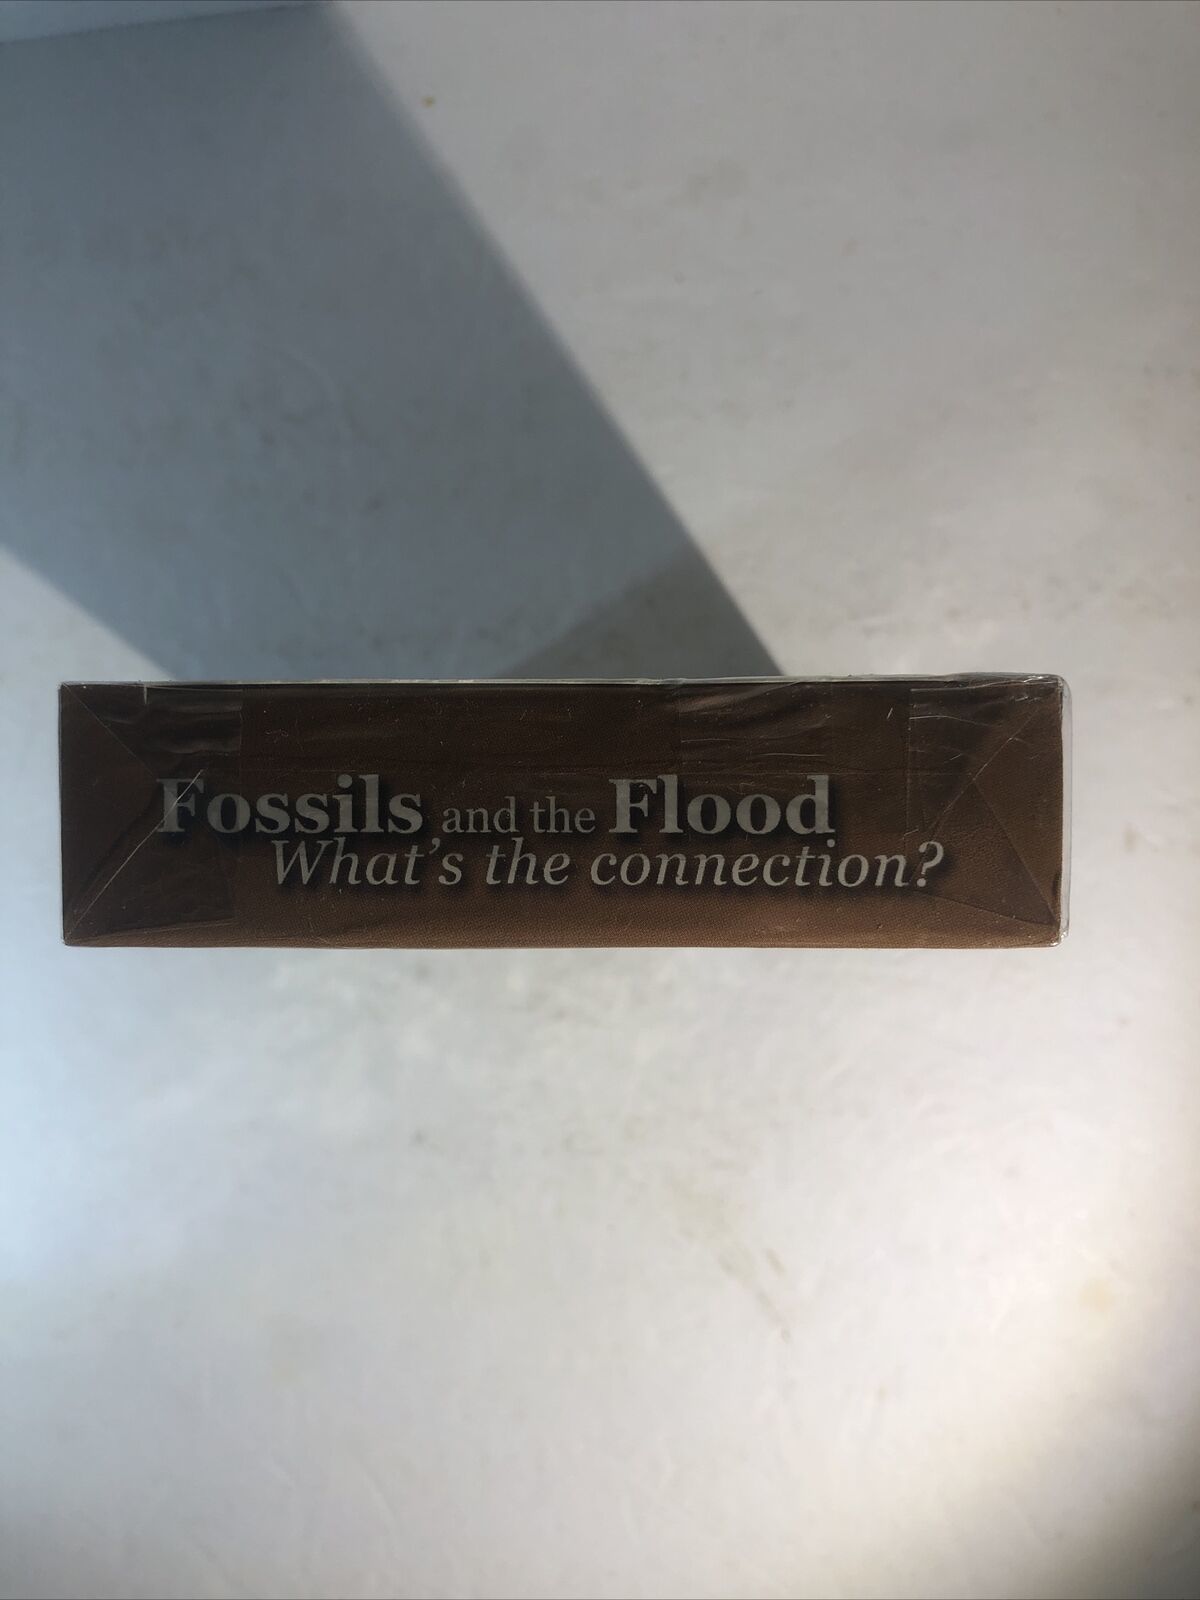 Fossils and the Flood
What's the connection?